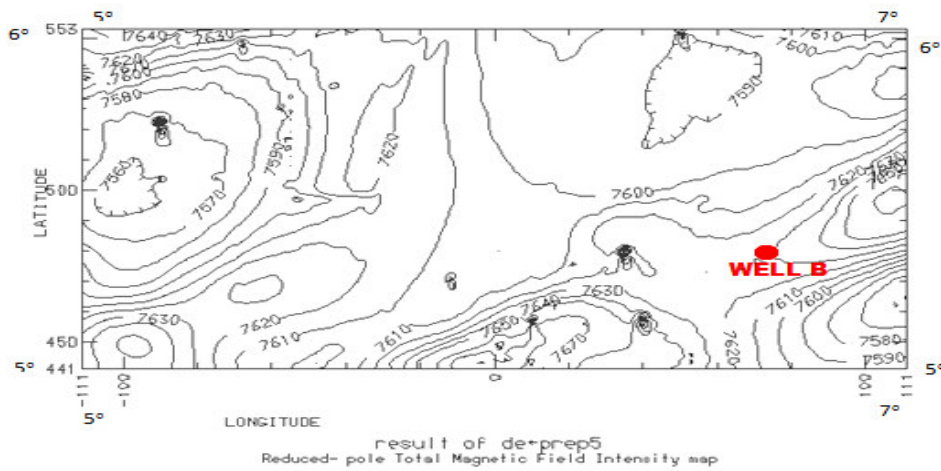 5° 7°
6° 553 6°
7640 7630 7610
7620 7600
7610
7600
7580 7590
7590 7620
7560 7620
7570 7600
500
LATITUDE
WELL B
7630 7640 7630 7610
7650 7600
7620 7610
7610 7670 7620 7580
450 7590
5° 441 5°
-111 -100 0 100 111
5° 7°
LONGITUDE
result of de←prep5
Reduced- pole Total Magnetic Field Intensity map